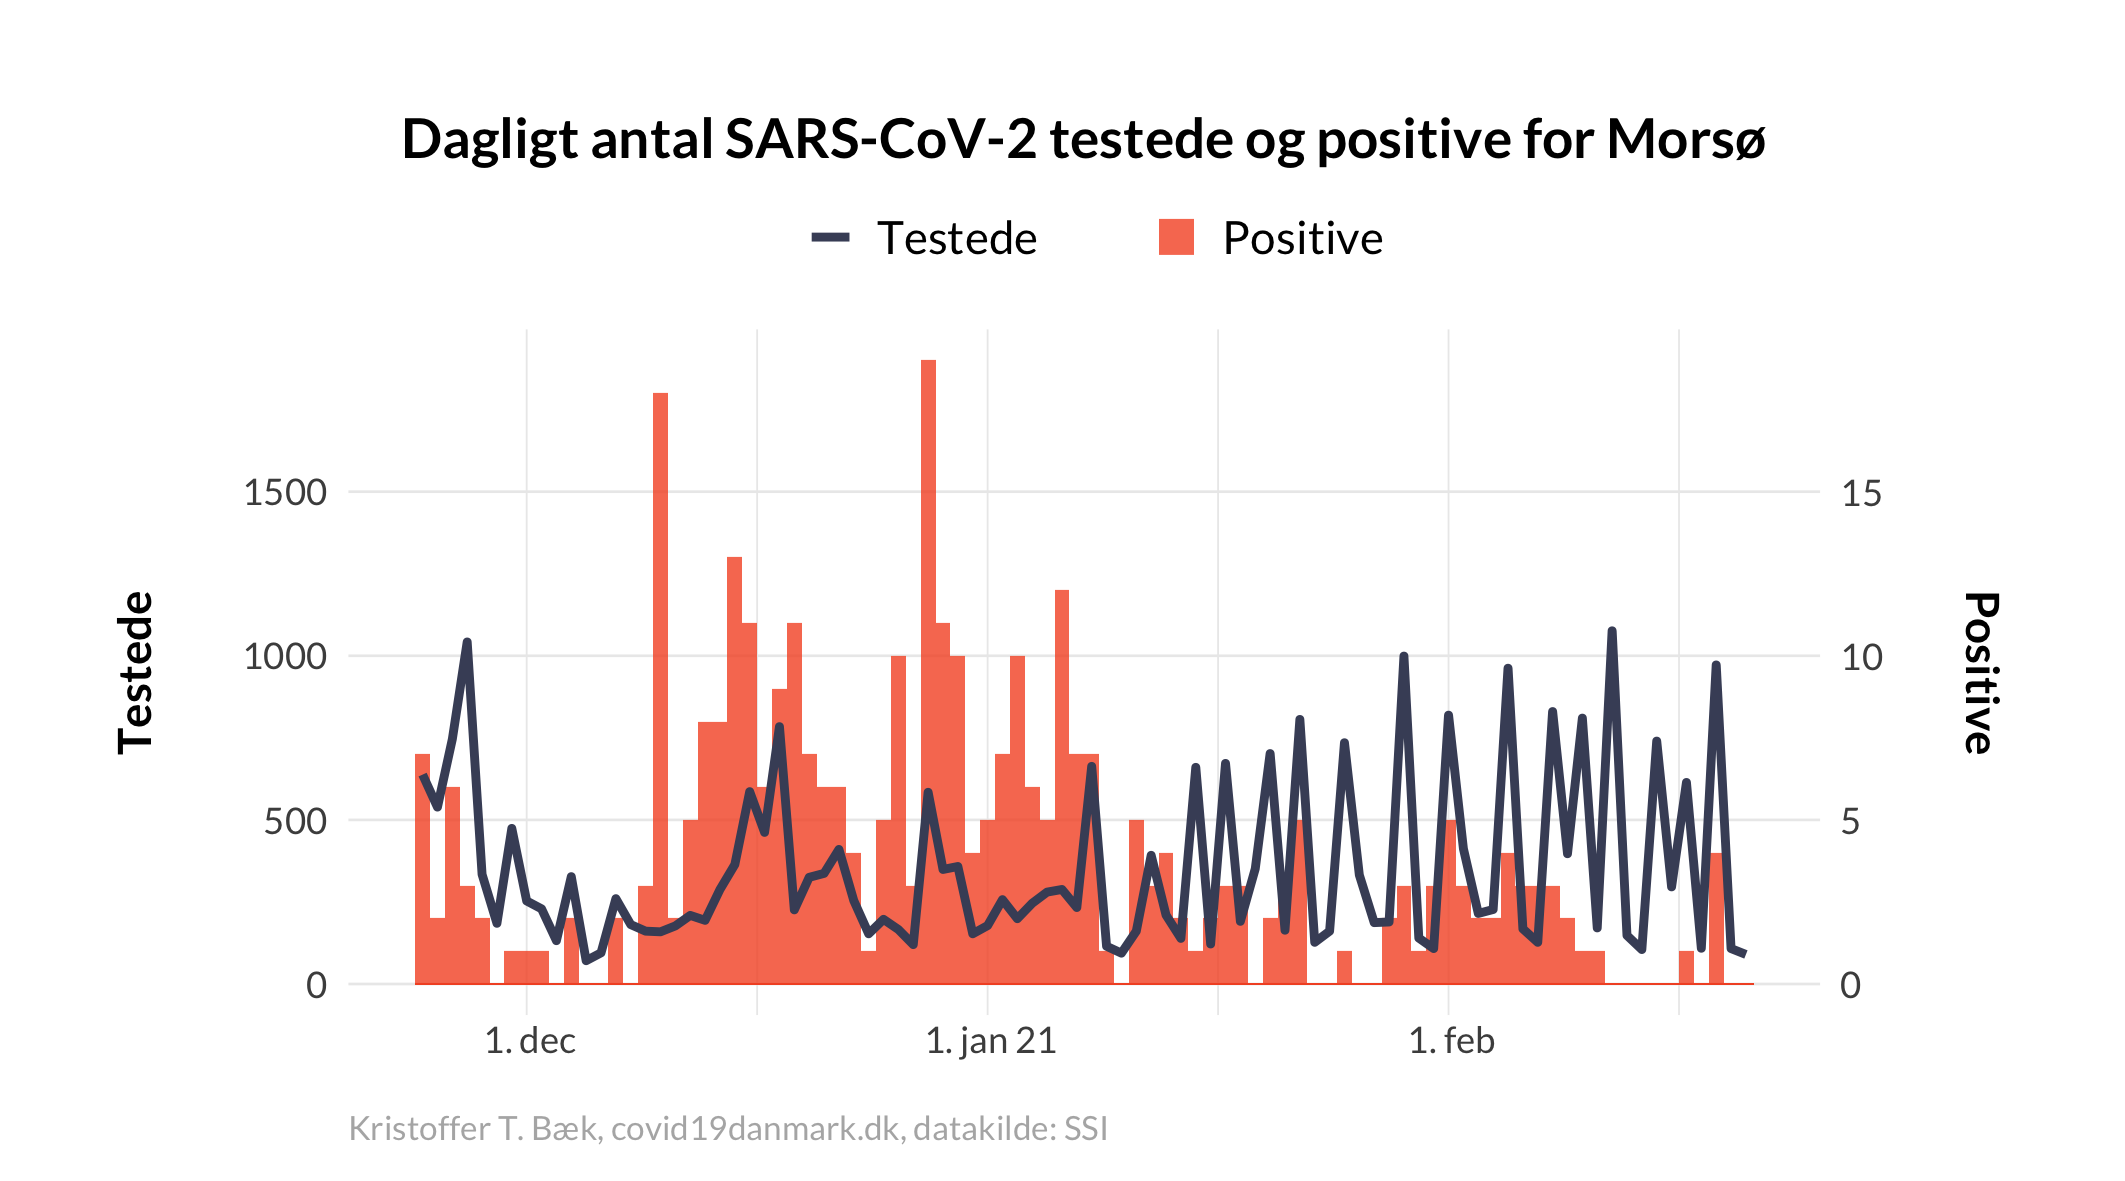 Dagligt antal SARS-CoV-2 testede og positive for Morsø
Testede
Positive
Testede
1500
1000
500
0
15
10
5
0
Positive
1. dec
1. jan 21
1. feb
Kristoffer T. Bæk, covid19danmark.dk, datakilde: SSI